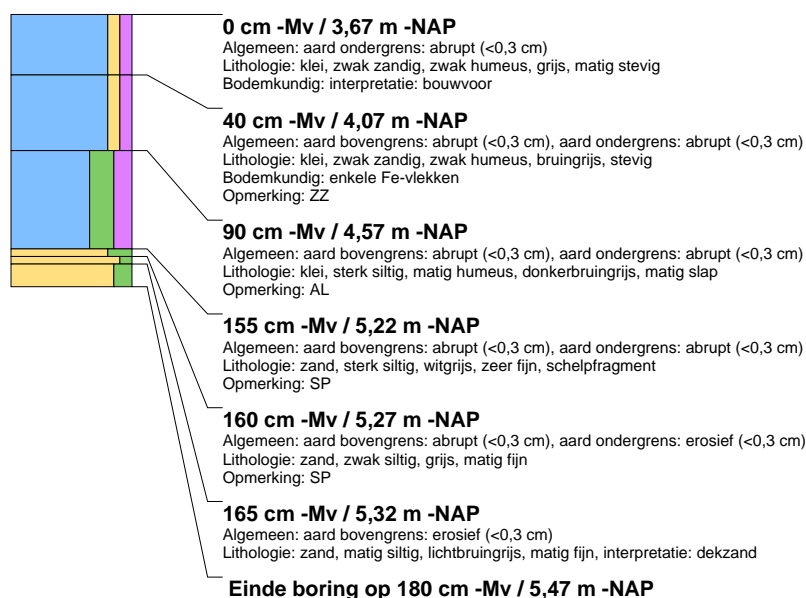 0 cm -Mv / 3,67 m -NAP
Algemeen: aard ondergrens: abrupt (<0,3 cm)
Lithologie: klei, zwak zandig, zwak humeus, grijs, matig stevig
Bodemkundig: interpretatie: bouwvoor
40 cm -Mv / 4,07 m -NAP
Algemeen: aard bovengrens: abrupt (<0,3 cm), aard ondergrens: abrupt (<0,3 cm)
Lithologie: klei, zwak zandig, zwak humeus, bruingrijs, stevig
Bodemkundig: enkele Fe-vlekken
Opmerking: ZZ
90 cm -Mv / 4,57 m -NAP
Algemeen: aard bovengrens: abrupt (<0,3 cm), aard ondergrens: abrupt (<0,3 cm)
Lithologie: klei, sterk siltig, matig humeus, donkerbruingrijs, matig slap
Opmerking: AL
155 cm -Mv / 5,22 m -NAP
Algemeen: aard bovengrens: abrupt (<0,3 cm), aard ondergrens: abrupt (<0,3 cm)
Lithologie: zand, sterk siltig, witgrijs, zeer fijn, schelpfragment
Opmerking: SP
160 cm -Mv / 5,27 m -NAP
Algemeen: aard bovengrens: abrupt (<0,3 cm), aard ondergrens: erosief (<0,3 cm)
Lithologie: zand, zwak siltig, grijs, matig fijn
Opmerking: SP
165 cm -Mv / 5,32 m -NAP
Algemeen: aard bovengrens: erosief (<0,3 cm)
Lithologie: zand, matig siltig, lichtbruingrijs, matig fijn, interpretatie: dekzand
Einde boring op 180 cm -Mv / 5,47 m -NAP